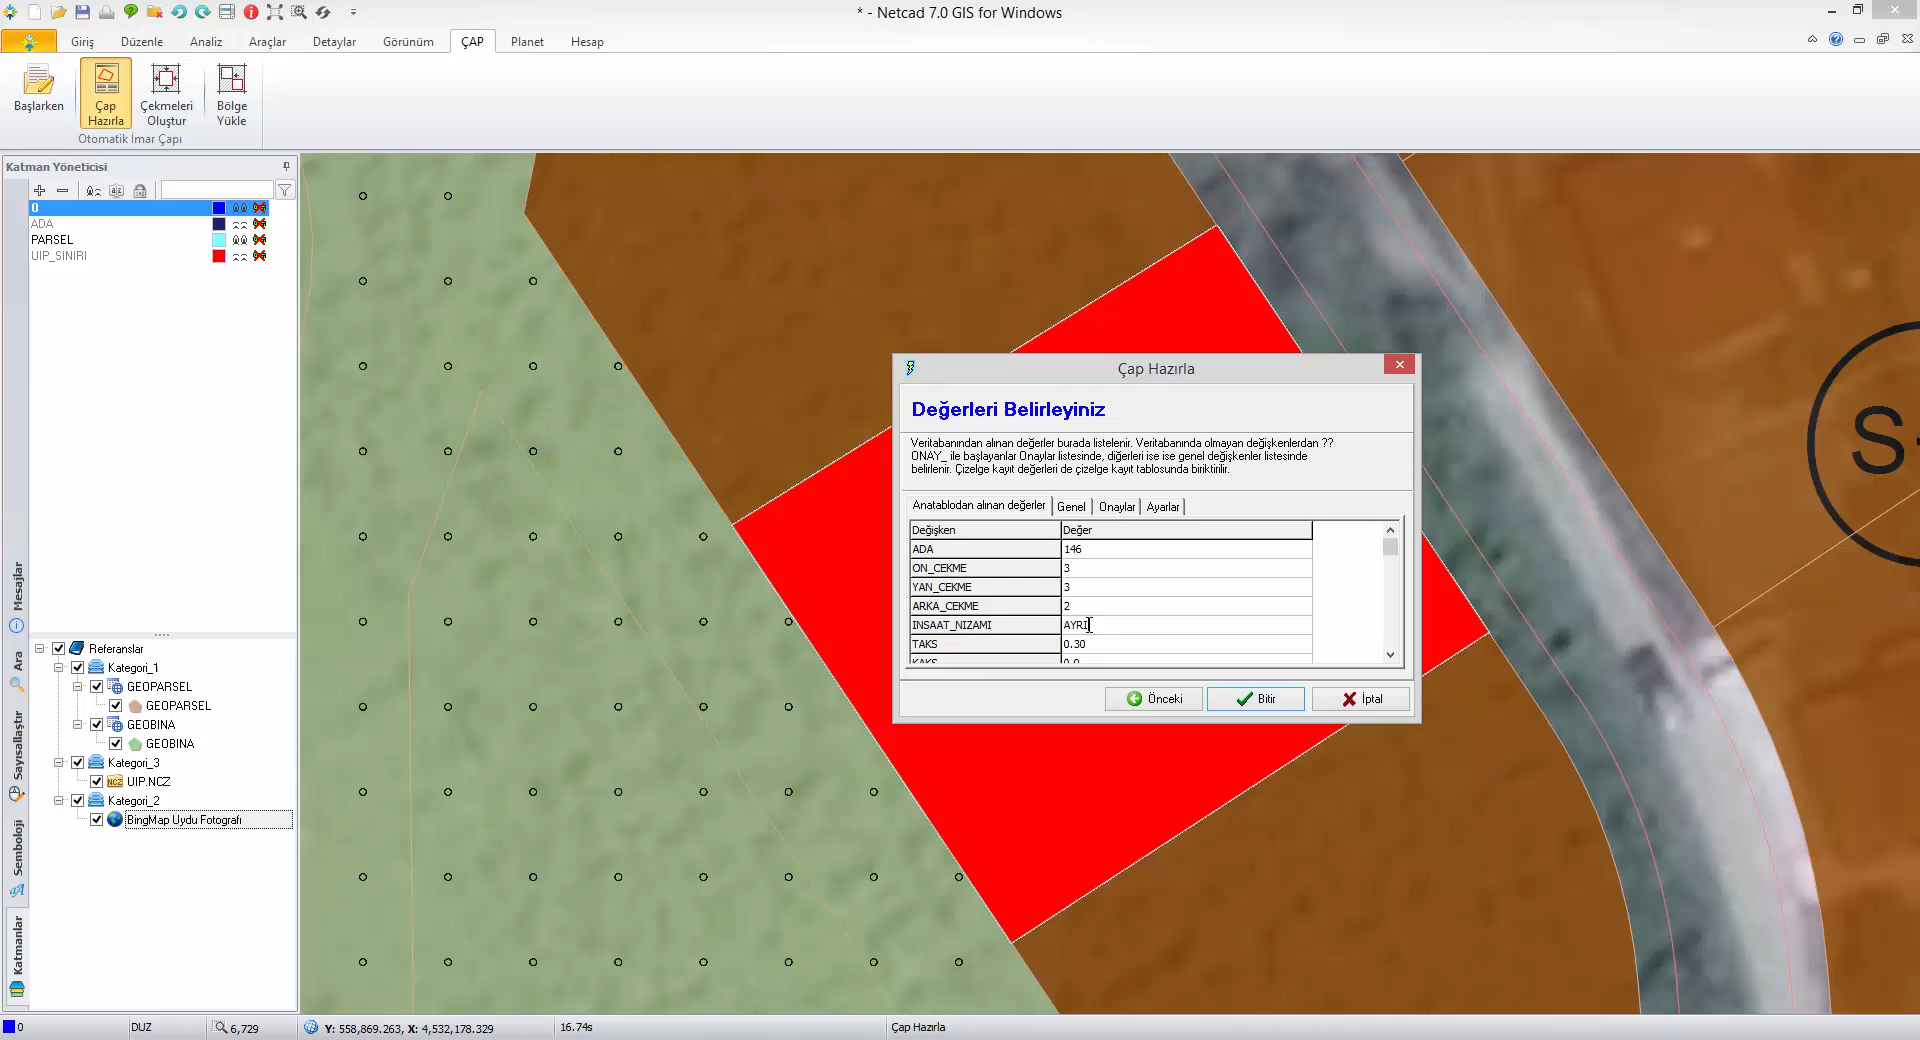 * - Netcad 7.0 GIS for Windows
Giriş Düzenle Analiz Araçlar Detaylar Görünüm ÇAP Planet Hesap
Başlarken
Çap Hazırla
Çekmeleri Oluştur
Bölge Yükle
Otomatik İmar Çapı
Katman Yöneticisi
0
ADA
PARSEL
UIP_SINIRI
Mesajlar
Ara
Sayısallaştır
Semboloji
Katmanlar
Referanslar
Kategori_1
GEOPARSEL
GEOPARSEL
GEOBINA
GEOBINA
Kategori_3
UIP.NCZ
Kategori_2
BingMap Uydu Fotografı
Çap Hazırla
Değerleri Belirleyiniz
Veritabanından alınan değerler burada listelenir. Veritabanında olmayan değişkenlerdan ??
ONAY_ ile başlayanlar Onaylar listesinde, diğerleri ise ise genel değişkenler listesinde
belirlenir. Çizelge kayıt değerleri de çizelge kayıt tablosunda biriktirilir.
Anatablodan alınan değerler Genel Onaylar Ayarlar
Değişken Değer
ADA 146
ON_CEKME 3
YAN_CEKME 3
ARKA_CEKME 2
INSAAT_NIZAMI AYRI
TAKS 0.30
KAKS 0.0
Önceki Bitir İptal
S
0 DUZ 6,729 Y: 558,869.263, X: 4,532,178.329 16.74s Çap Hazırla